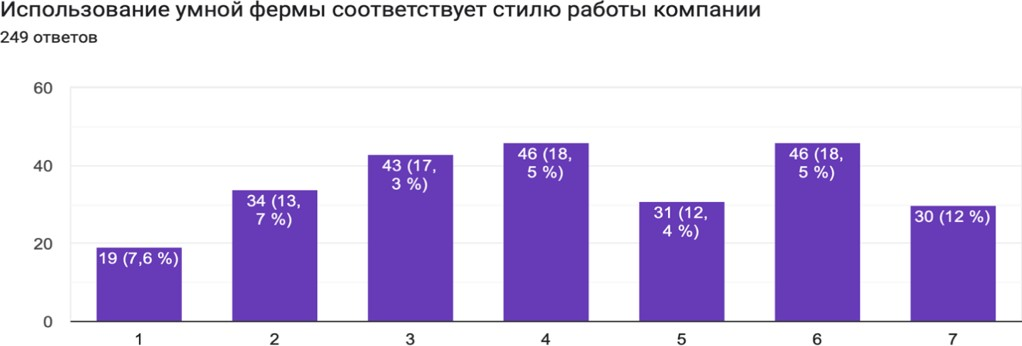 Использование умной фермы соответствует стилю работы компании
249 ответов
60
40
20
0
19 (7,6 %)
34 (13,
7 %)
43 (17,
3 %)
46 (18,
5 %)
31 (12,
4 %)
46 (18,
5 %)
30 (12 %)
1 2 3 4 5 6 7